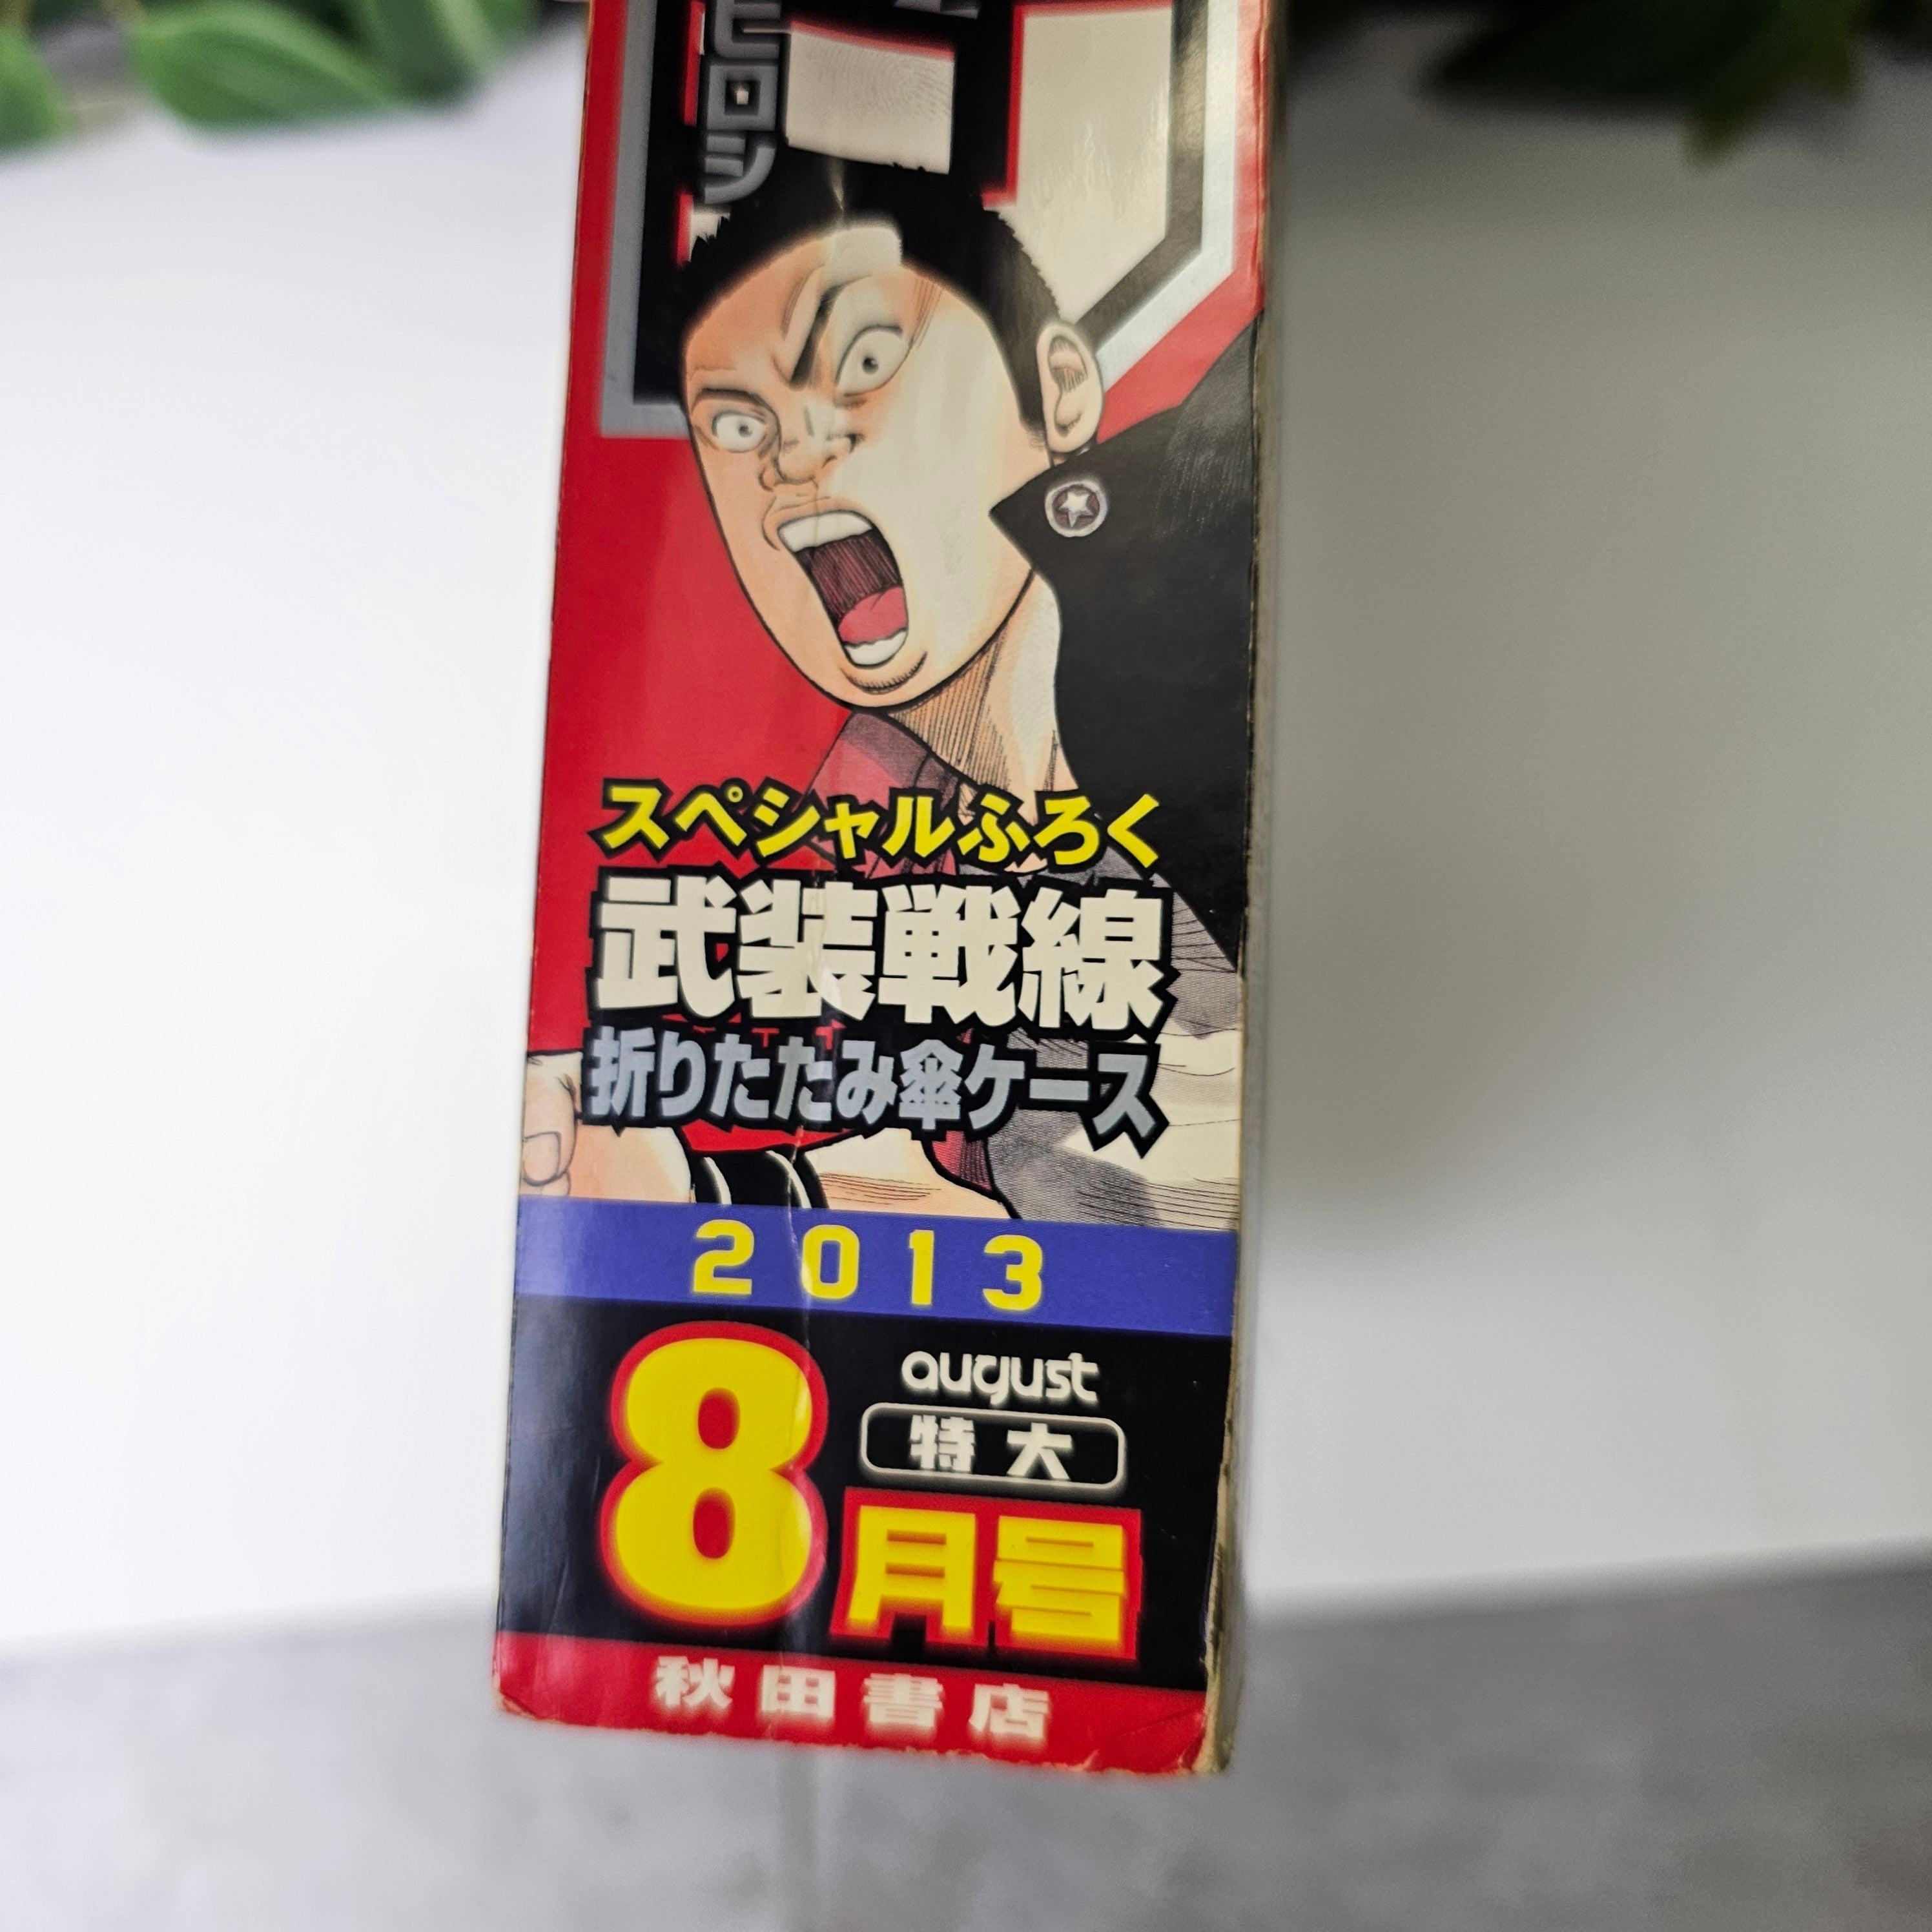 ヒロシ
スペシャルふろく
武装戦線
折りたたみ傘ケース
2013
8月号
august
特大
秋田書店